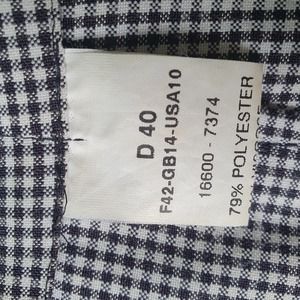 D 40
F42-GB14-USA10
16600 - 7374
79% POLYESTER